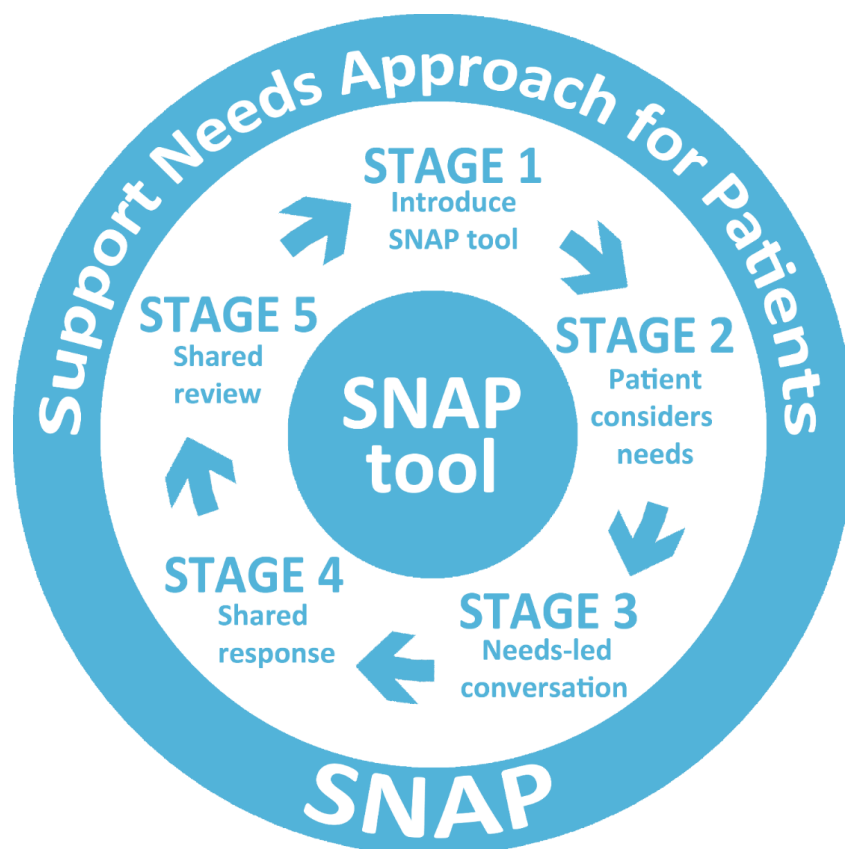 Support Needs Approach for Patients
STAGE 1
Introduce
SNAP tool
STAGE 2
Patient
considers
needs
STAGE 3
Needs-led
conversation
STAGE 4
Shared
response
STAGE 5
Shared
review
SNAP
tool
SNAP